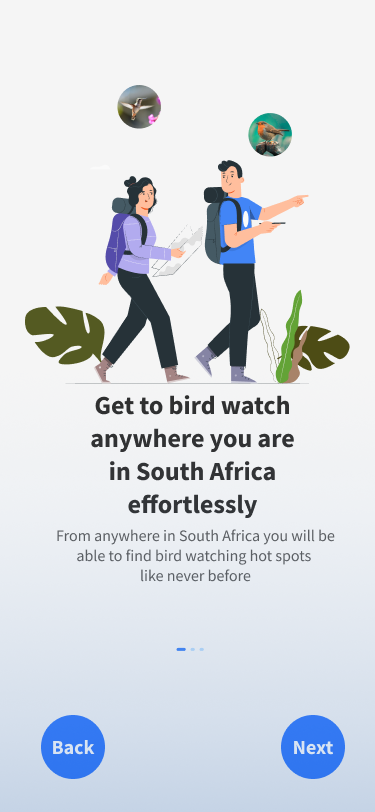 Get to bird watch
anywhere you are
in South Africa
effortlessly
From anywhere in South Africa you will be
able to find bird watching hot spots
like never before
Back
Next